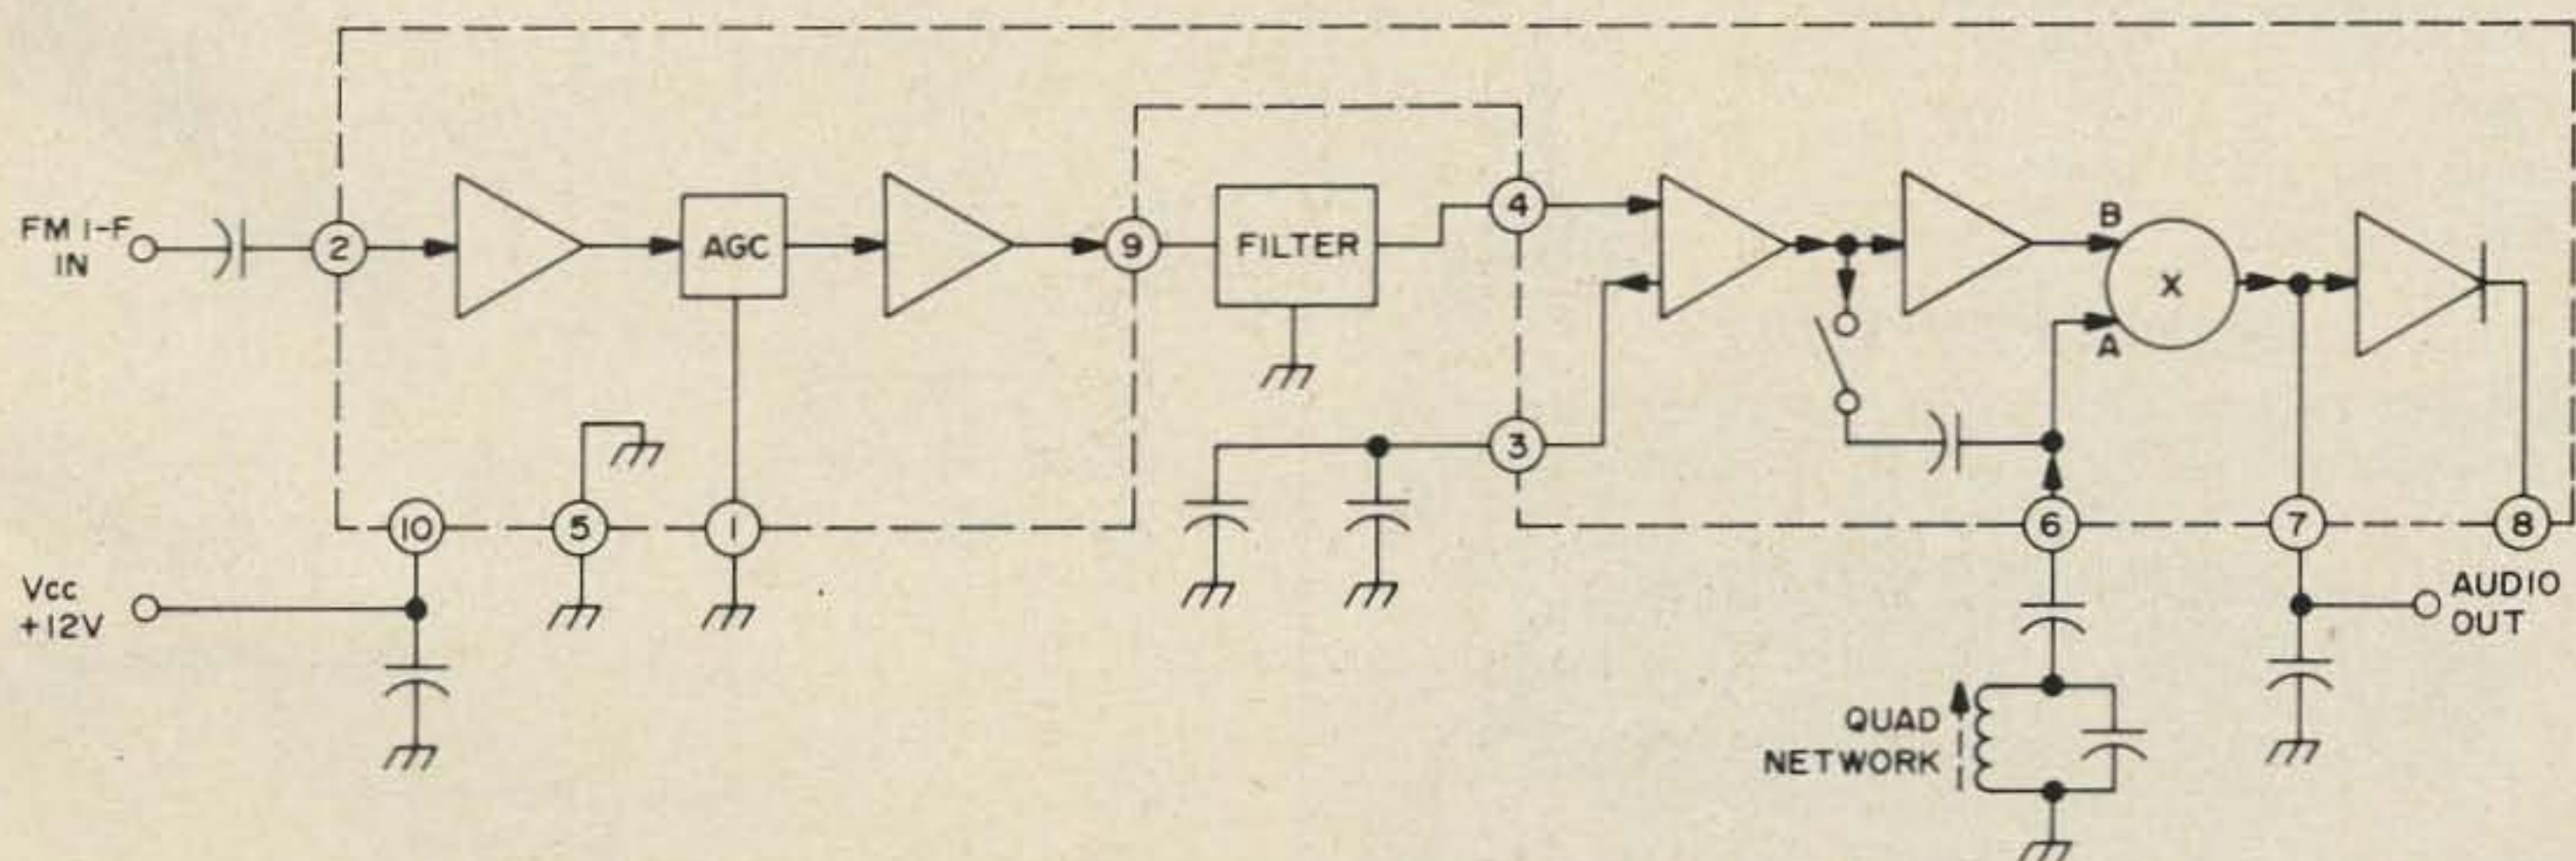 FM I-F
IN
2
AGC
9
FILTER
4
B
X
A
3
10
5
1
6
7
8
Vcc
+12V
AUDIO
OUT
QUAD
NETWORK